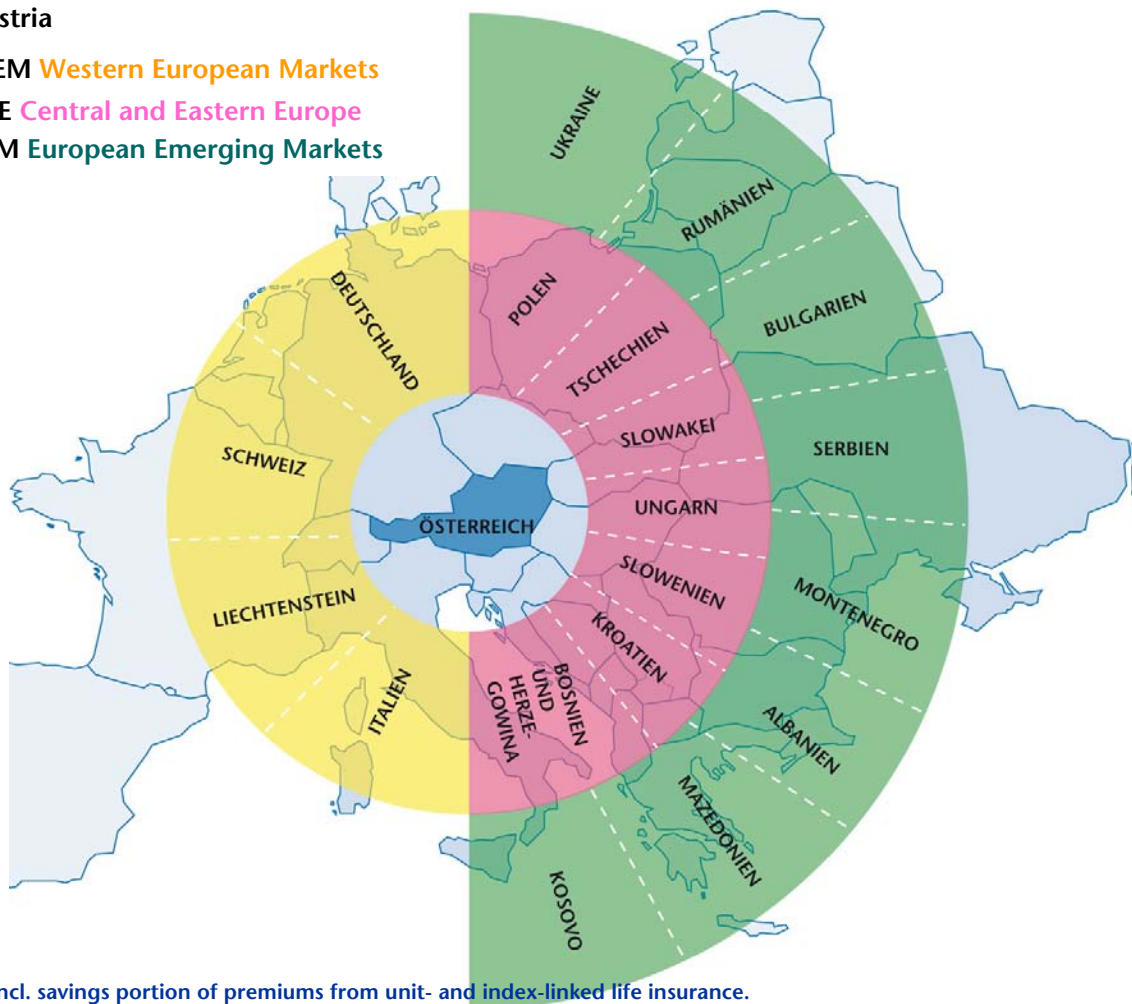 stria
EM Western European Markets
E Central and Eastern Europe
M European Emerging Markets
UKRAINE
RUMÄNIEN
BULGARIEN
SERBIEN
MONTENEGRO
ALBANIEN
MAZEDONIEN
KOSOVO
DEUTSCHLAND
POLEN
TSCHECHIEN
SLOWAKEI
UNGARN
SLOWENIEN
KROATIEN
BOSNIEN
UND
HERZE-
GOWINA
SCHWEIZ
ÖSTERREICH
LIECHTENSTEIN
ITALIEN
ncl. savings portion of premiums from unit- and index-linked life insurance.